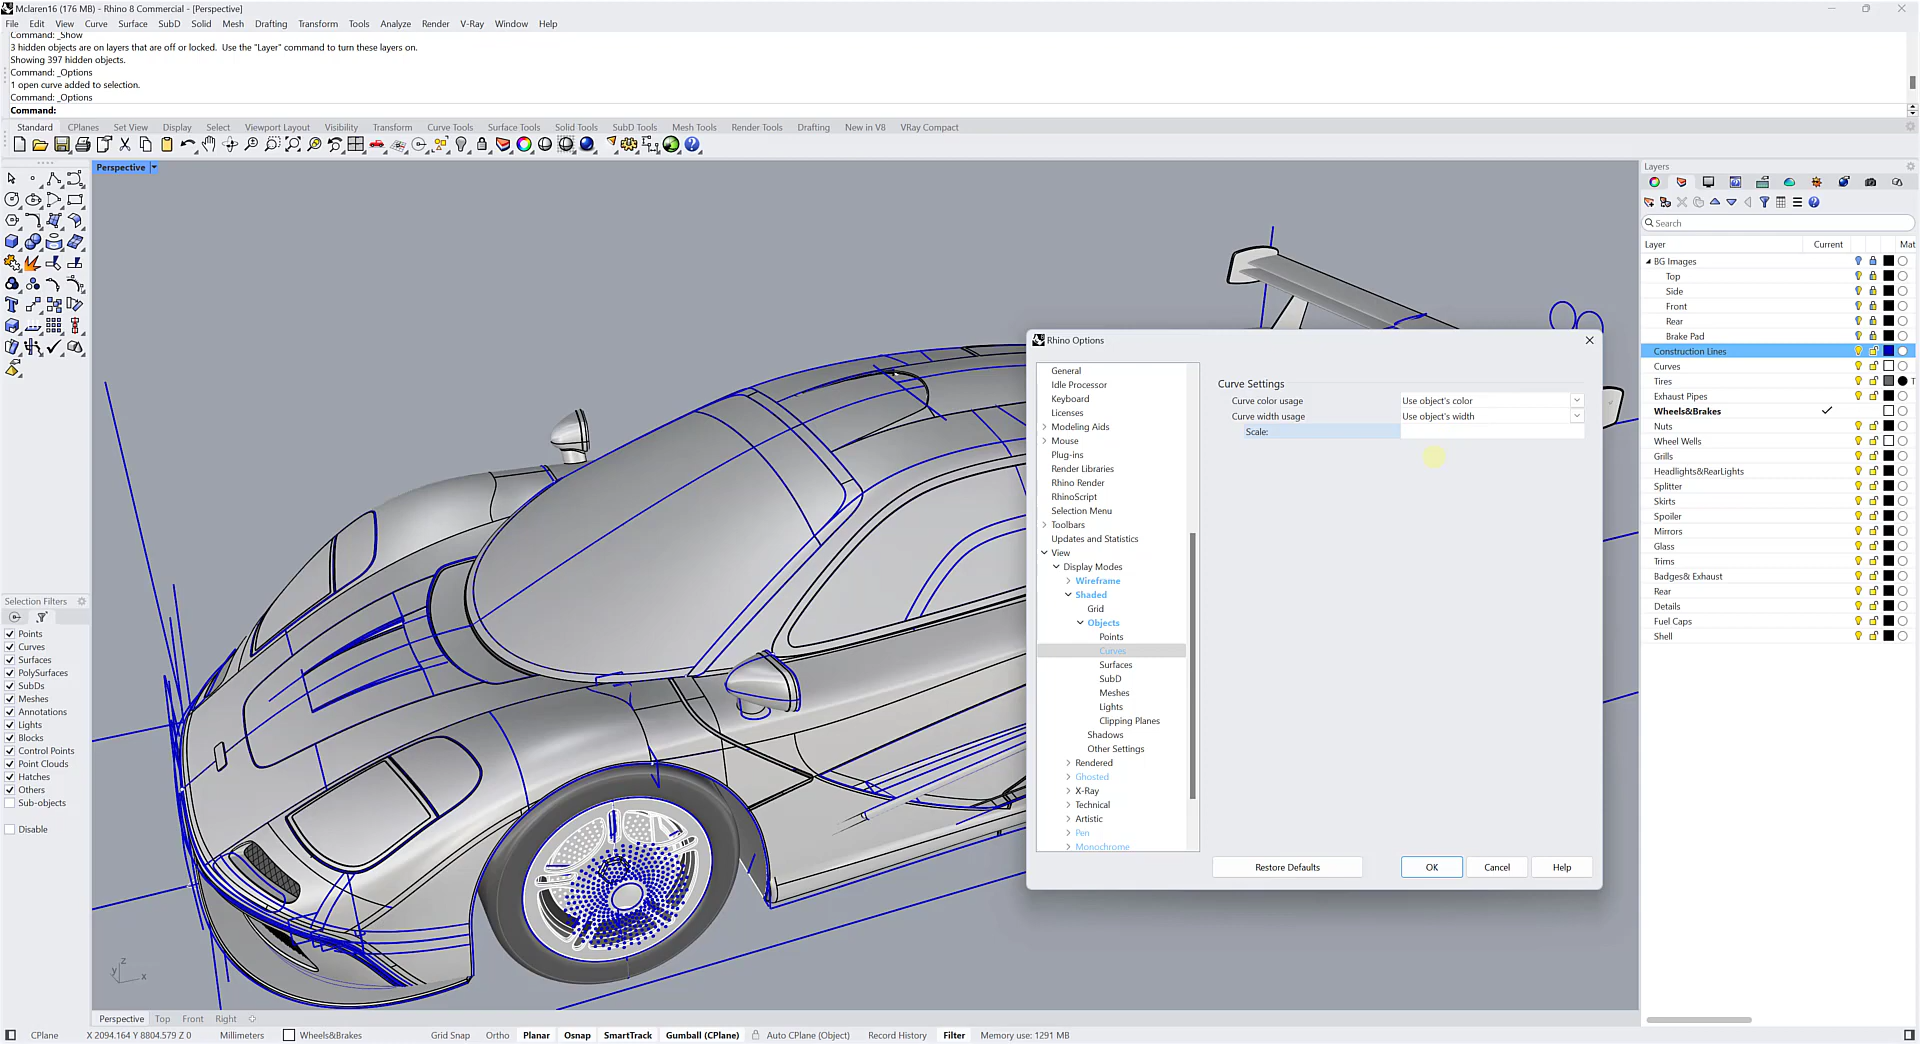 Mclaren16 (176 MB) - Rhino 8 Commercial - [Perspective]
File Edit View Curve Surface SubD Solid Mesh Drafting Transform Tools Analyze Render V-Ray Window Help
Command: _Show
3 hidden objects are on layers that are off or locked. Use the "Layer" command to turn these layers on.
Showing 397 hidden objects.
Command: _Options
1 open curve added to selection.
Command: _Options
Command:
Standard CPlanes Set View Display Select Viewport Layout Visibility Transform Curve Tools Surface Tools Solid Tools SubD Tools Mesh Tools Render Tools Drafting New in V8 VRay Compact
Perspective
Selection Filters
Points
Curves
Surfaces
PolySurfaces
SubDs
Meshes
Annotations
Lights
Blocks
Control Points
Point Clouds
Hatches
Others
Sub-objects
Disable
z
y
x
Rhino Options
General
Idle Processor
Keyboard
Licenses
Modeling Aids
Mouse
Plug-ins
Render Libraries
Rhino Render
RhinoScript
Selection Menu
Toolbars
Updates and Statistics
View
Display Modes
Wireframe
Shaded
Grid
Objects
Points
Curves
Surfaces
SubD
Meshes
Lights
Clipping Planes
Shadows
Other Settings
Rendered
Ghosted
X-Ray
Technical
Artistic
Pen
Monochrome
Curve Settings
Curve color usage Use object's color
Curve width usage Use object's width
Scale:
Restore Defaults OK Cancel Help
Layers
Search
Layer Current Mat
BG Images
Top
Side
Front
Rear
Brake Pad
Construction Lines
Curves
Tires T
Exhaust Pipes
Wheels&Brakes
Nuts
Wheel Wells
Grills
Headlights&RearLights
Splitter
Skirts
Spoiler
Mirrors
Glass
Trims
Badges& Exhaust
Rear
Details
Fuel Caps
Shell
Perspective Top Front Right
CPlane X 2094.164 Y 8804.579 Z 0 Millimeters Wheels&Brakes Grid Snap Ortho Planar Osnap SmartTrack Gumball (CPlane) Auto CPlane (Object) Record History Filter Memory use: 1291 MB